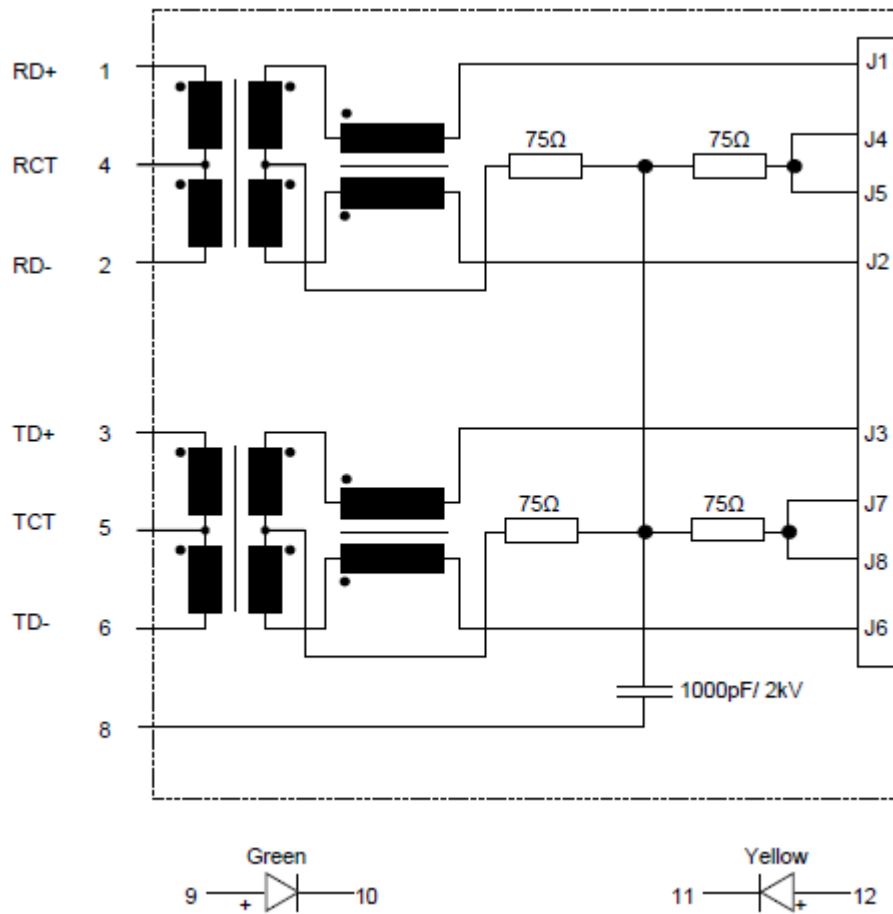 RD+ 1 J1
75Ω 75Ω J4
RCT 4
J5
RD- 2 J2
TD+ 3 J3
75Ω 75Ω J7
TCT 5
J8
TD- 6 J6
1000pF/ 2kV
8
Green Yellow
9 + 10 11 + 12